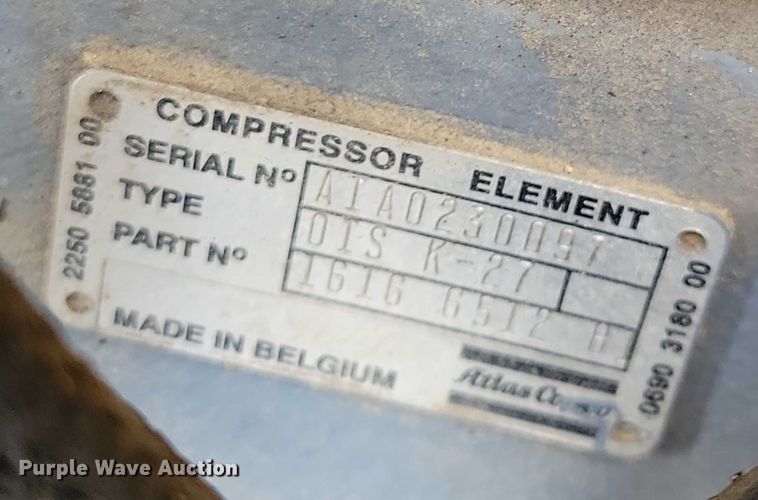 COMPRESSOR ELEMENT
SERIAL Nº AIA0230097
TYPE OIS K-27
PART Nº 1616 6512 8
MADE IN BELGIUM
Atlas Copco
2250 5881 00
0690 3180 00
Purple Wave Auction